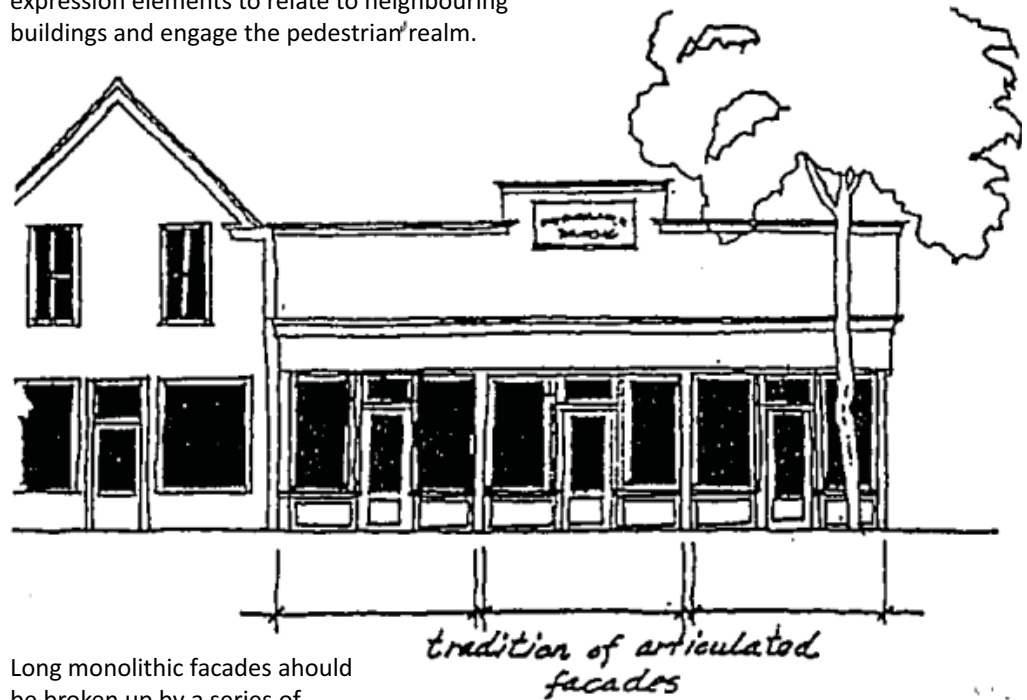 expression elements to relate to neighbouring
buildings and engage the pedestrian realm.
tradition of articulated
facades
Long monolithic facades ahould
be broken up by a series of